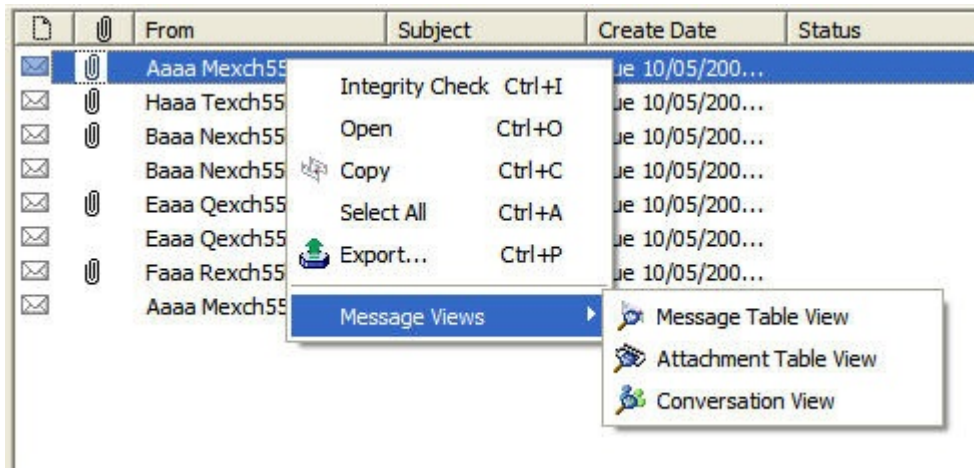 From Subject Create Date Status
Aaaa Mexch55 ue 10/05/200...
Integrity Check Ctrl+I
Haaa Texch55 ue 10/05/200...
Open Ctrl+O
Baaa Nexch55 ue 10/05/200...
Baaa Nexch55 Copy Ctrl+C ue 10/05/200...
Eaaa Qexch55 Select All Ctrl+A ue 10/05/200...
Eaaa Qexch55 ue 10/05/200...
Export... Ctrl+P
Faaa Rexch55 ue 10/05/200...
Aaaa Mexch55
Message Views
Message Table View
Attachment Table View
Conversation View